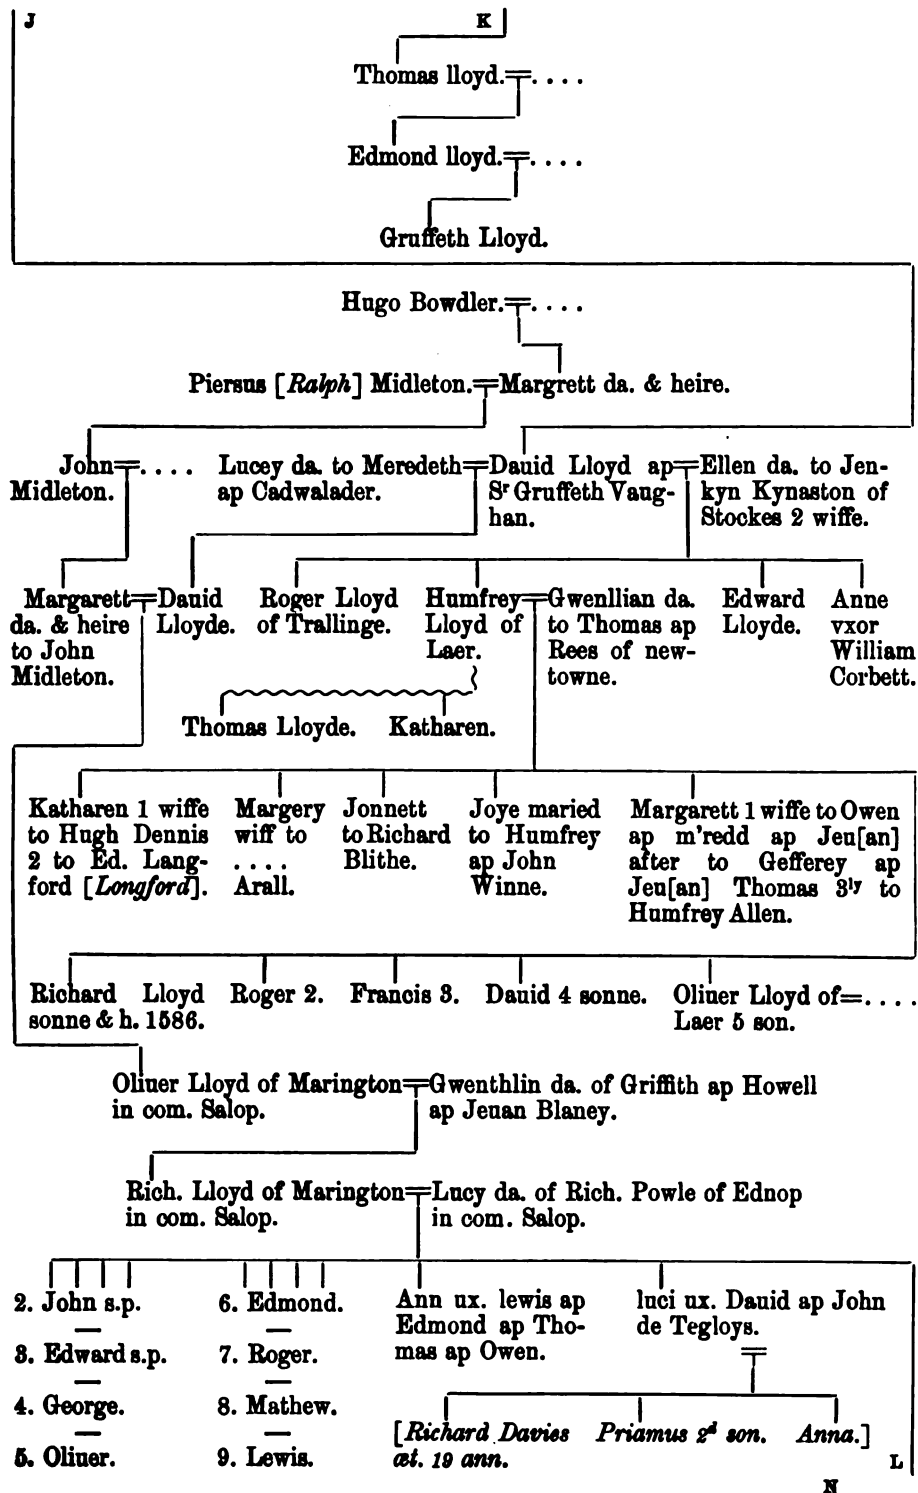 J
K
Thomas lloyd.=. . . .
Edmond lloyd.=. . . .
Gruffeth Lloyd.
Hugo Bowdler.=. . . .
Piersus [Ralph] Midleton.=Margrett da. & heire.
John=. . . .
Midleton.
Lucey da. to Meredeth=
ap Cadwalader.
Dauid Lloyd ap=
Sr Gruffeth Vaug-
han.
Ellen da. to Jen-
kyn Kynaston of
Stockes 2 wiffe.
Margarett=
da. & heire
to John
Midleton.
Dauid
Lloyde.
Roger Lloyd
of Trallinge.
Humfrey=
Lloyd of
Laer.
Gwenllian da.
to Thomas ap
Rees of new-
towne.
Edward
Lloyde.
Anne
vxor
William
Corbett.
Thomas Lloyde.
Katharen.
Katharen 1 wiffe
to Hugh Dennis
2 to Ed. Lang-
ford [Longford].
Margery
wiff to
. . . .
Arall.
Jonnett
to Richard
Blithe.
Joye maried
to Humfrey
ap John
Winne.
Margarett 1 wiffe to Owen
ap m'redd ap Jeu[an]
after to Gefferey ap
Jeu[an] Thomas 3ly to
Humfrey Allen.
Richard Lloyd
sonne & h. 1586.
Roger 2.
Francis 3.
Dauid 4 sonne.
Oliuer Lloyd of=. . . .
Laer 5 son.
Oliuer Lloyd of Marington=
in com. Salop.
Gwenthlin da. of Griffith ap Howell
ap Jeuan Blaney.
Rich. Lloyd of Marington=
in com. Salop.
Lucy da. of Rich. Powle of Ednop
in com. Salop.
2. John s.p.
3. Edward s.p.
4. George.
5. Oliuer.
6. Edmond.
7. Roger.
8. Mathew.
9. Lewis.
Ann ux. lewis ap
Edmond ap Tho-
mas ap Owen.
luci ux. Dauid ap John
de Tegloys.
=
[Richard Davies
æt. 19 ann.
Priamus 2d son.
Anna.]
L
N